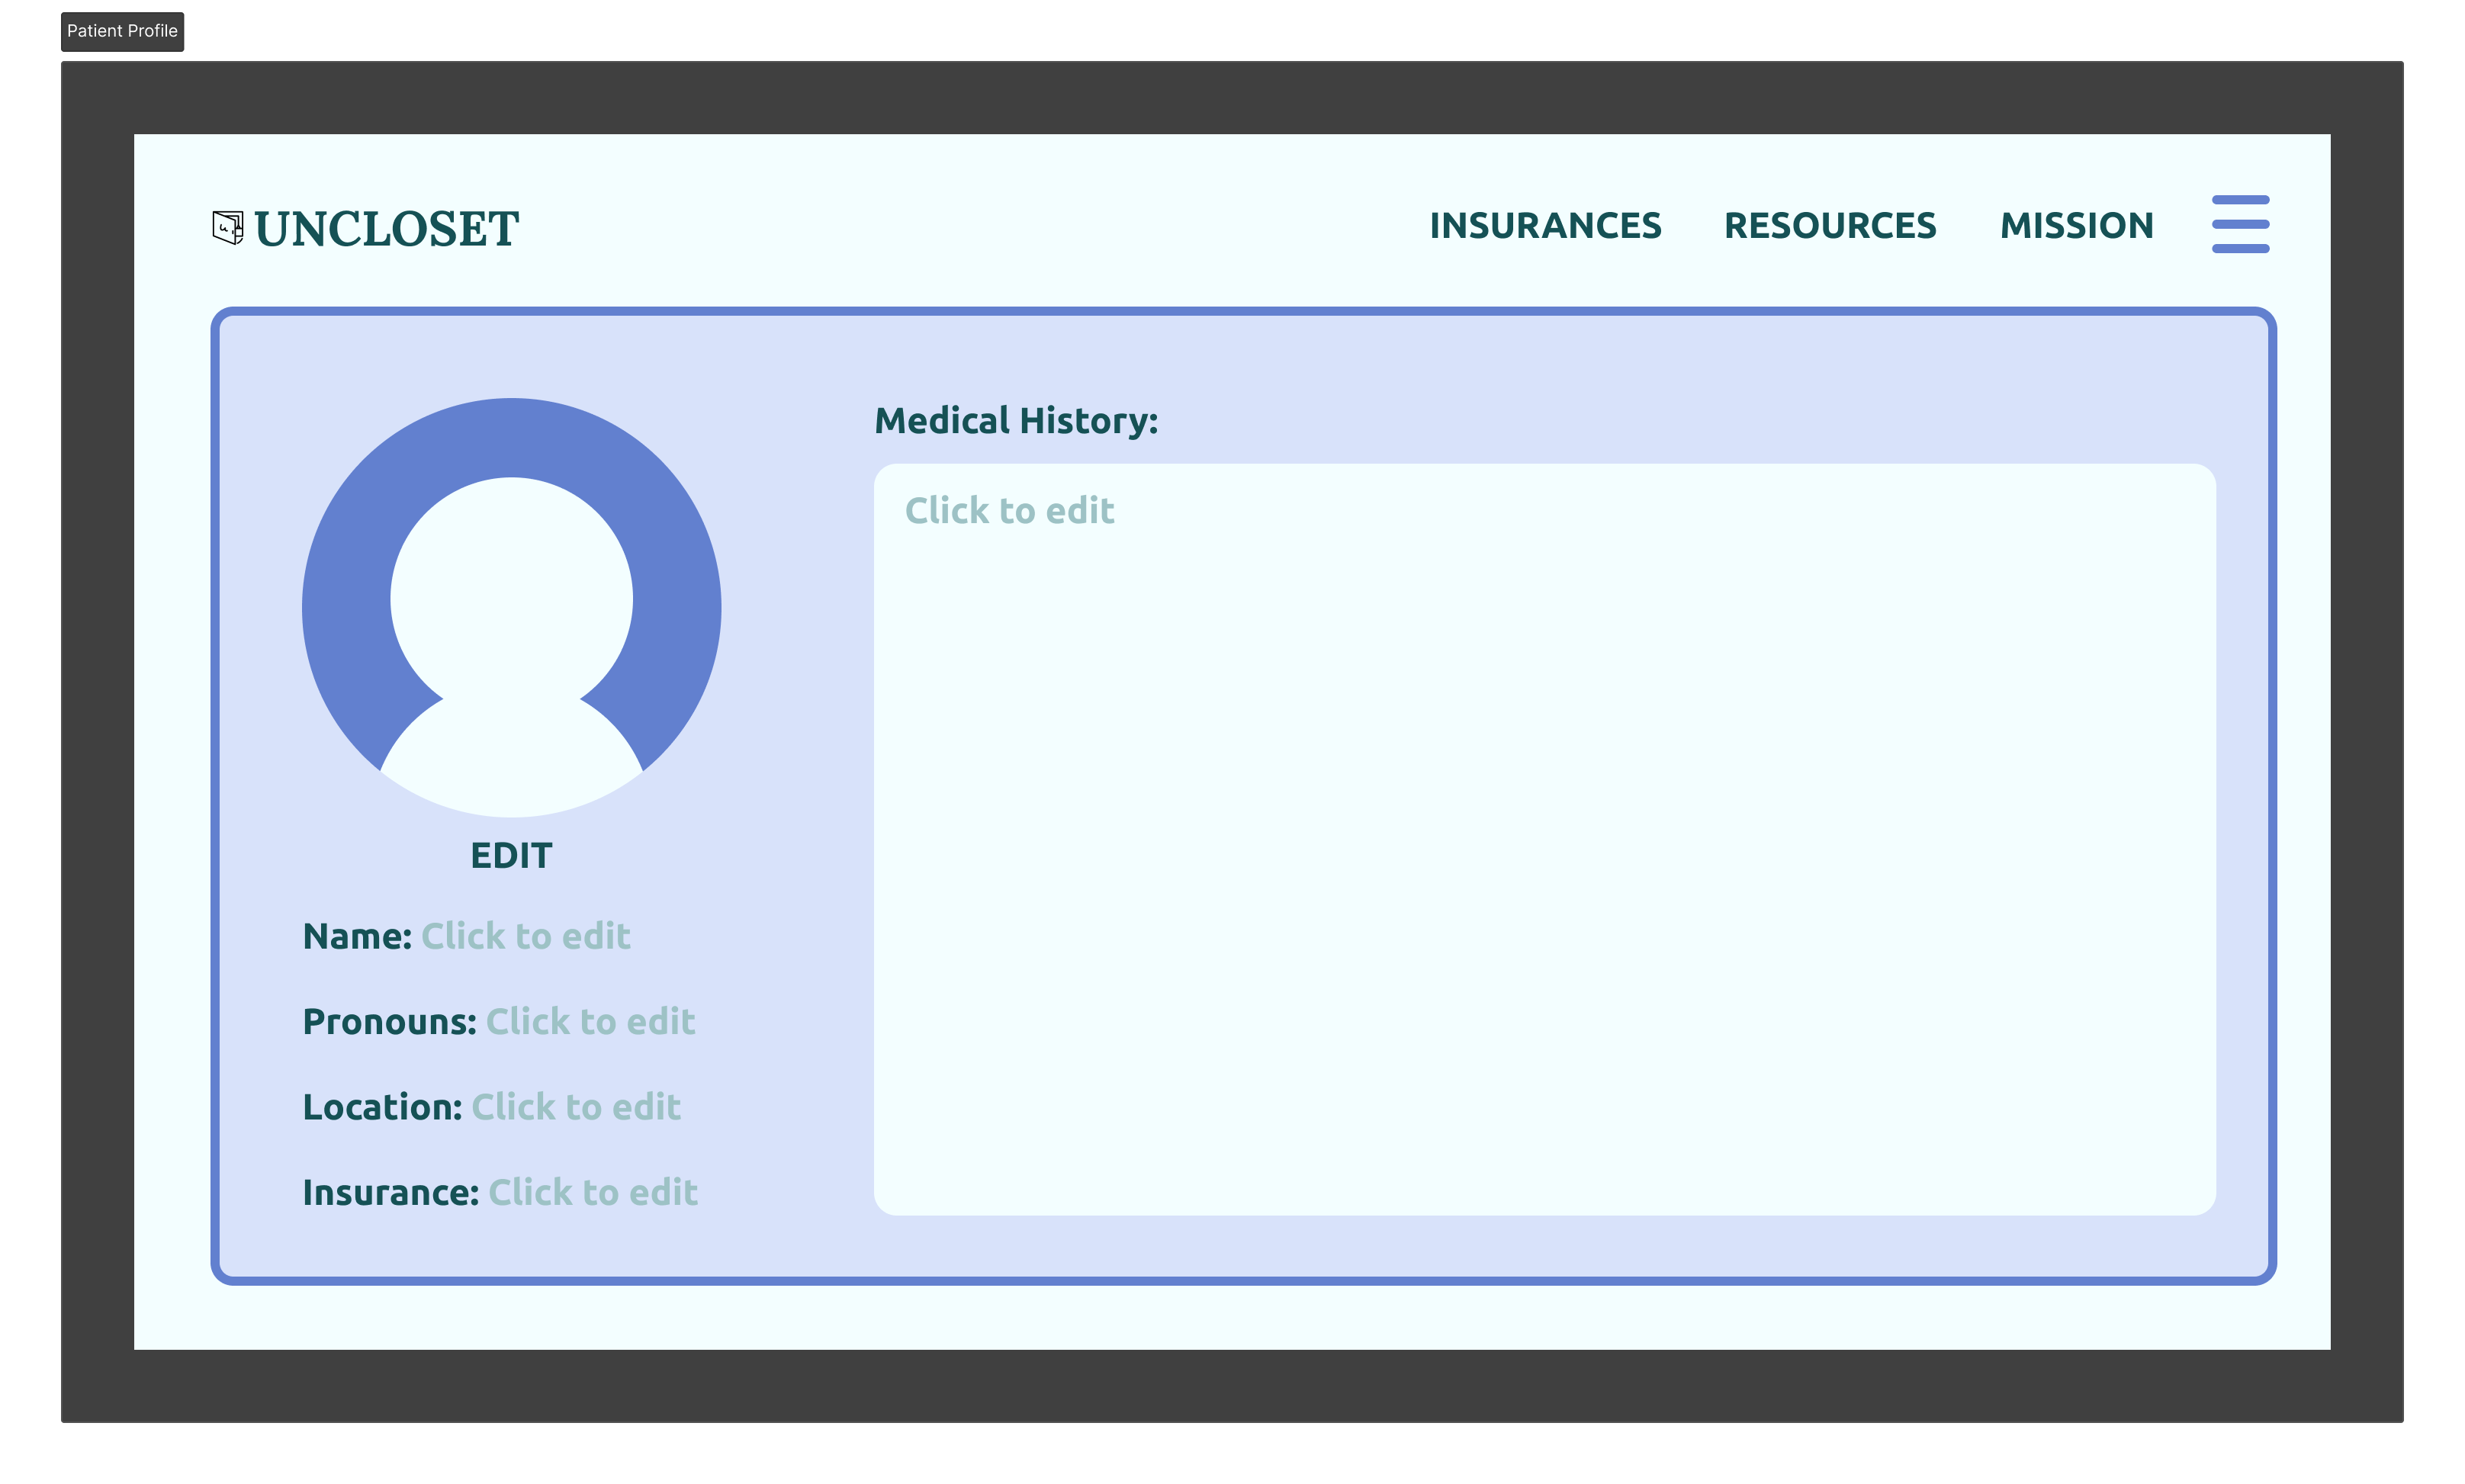 Patient Profile
UNCLOSET
INSURANCES RESOURCES MISSION
Medical History:
Click to edit
EDIT
Name: Click to edit
Pronouns: Click to edit
Location: Click to edit
Insurance: Click to edit